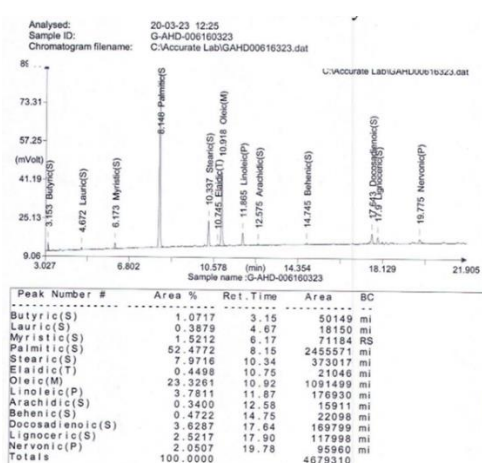 Analysed: 20-03-23 12:25
Sample ID: G-AHD-006160323
Chromatogram filename: C:\Accurate Lab\GAHD00616323.dat
C:\Accurate Lab\GAHD00616323.dat
73.31
57.25
(mVolt)
41.19
25.13
9.06
3.153 Butyric(S)
4.672 Lauric(S)
6.173 Myristic(S)
8.148 Palmitic(S
10.337 Stearic(S)
10.745 Elaidic(T)
10.918 Oleic(M)
11.865 Linoleic(P)
12.575 Arachidic(S)
14.745 Behenic(S)
17.643 Docosadienoic(S)
17.9 Lignoceric(S)
19.775 Nervonic(P)
3.027 6.802 10.578 (min) 14.354 18.129 21.905
Sample name :G-AHD-006160323
Peak Number # Area % Ret.Time Area BC
Butyric(S) 1.0717 3.15 50149 mi
Lauric(S) 0.3879 4.67 18150 mi
Myristic(S) 1.5212 6.17 71184 RS
Palmitic(S) 52.4772 8.15 2455571 mi
Stearic(S) 7.9716 10.34 373017 mi
Elaidic(T) 0.4498 10.75 21046 mi
Oleic(M) 23.3261 10.92 1091499 mi
Linoleic(P) 3.7811 11.87 176930 mi
Arachidic(S) 0.3400 12.58 15911 mi
Behenic(S) 0.4722 14.75 22098 mi
Docosadienoic(S) 3.6287 17.64 169799 mi
Lignoceric(S) 2.5217 17.90 117998 mi
Nervonic(P) 2.0507 19.78 95960 mi
Totals 100.0000 4679310